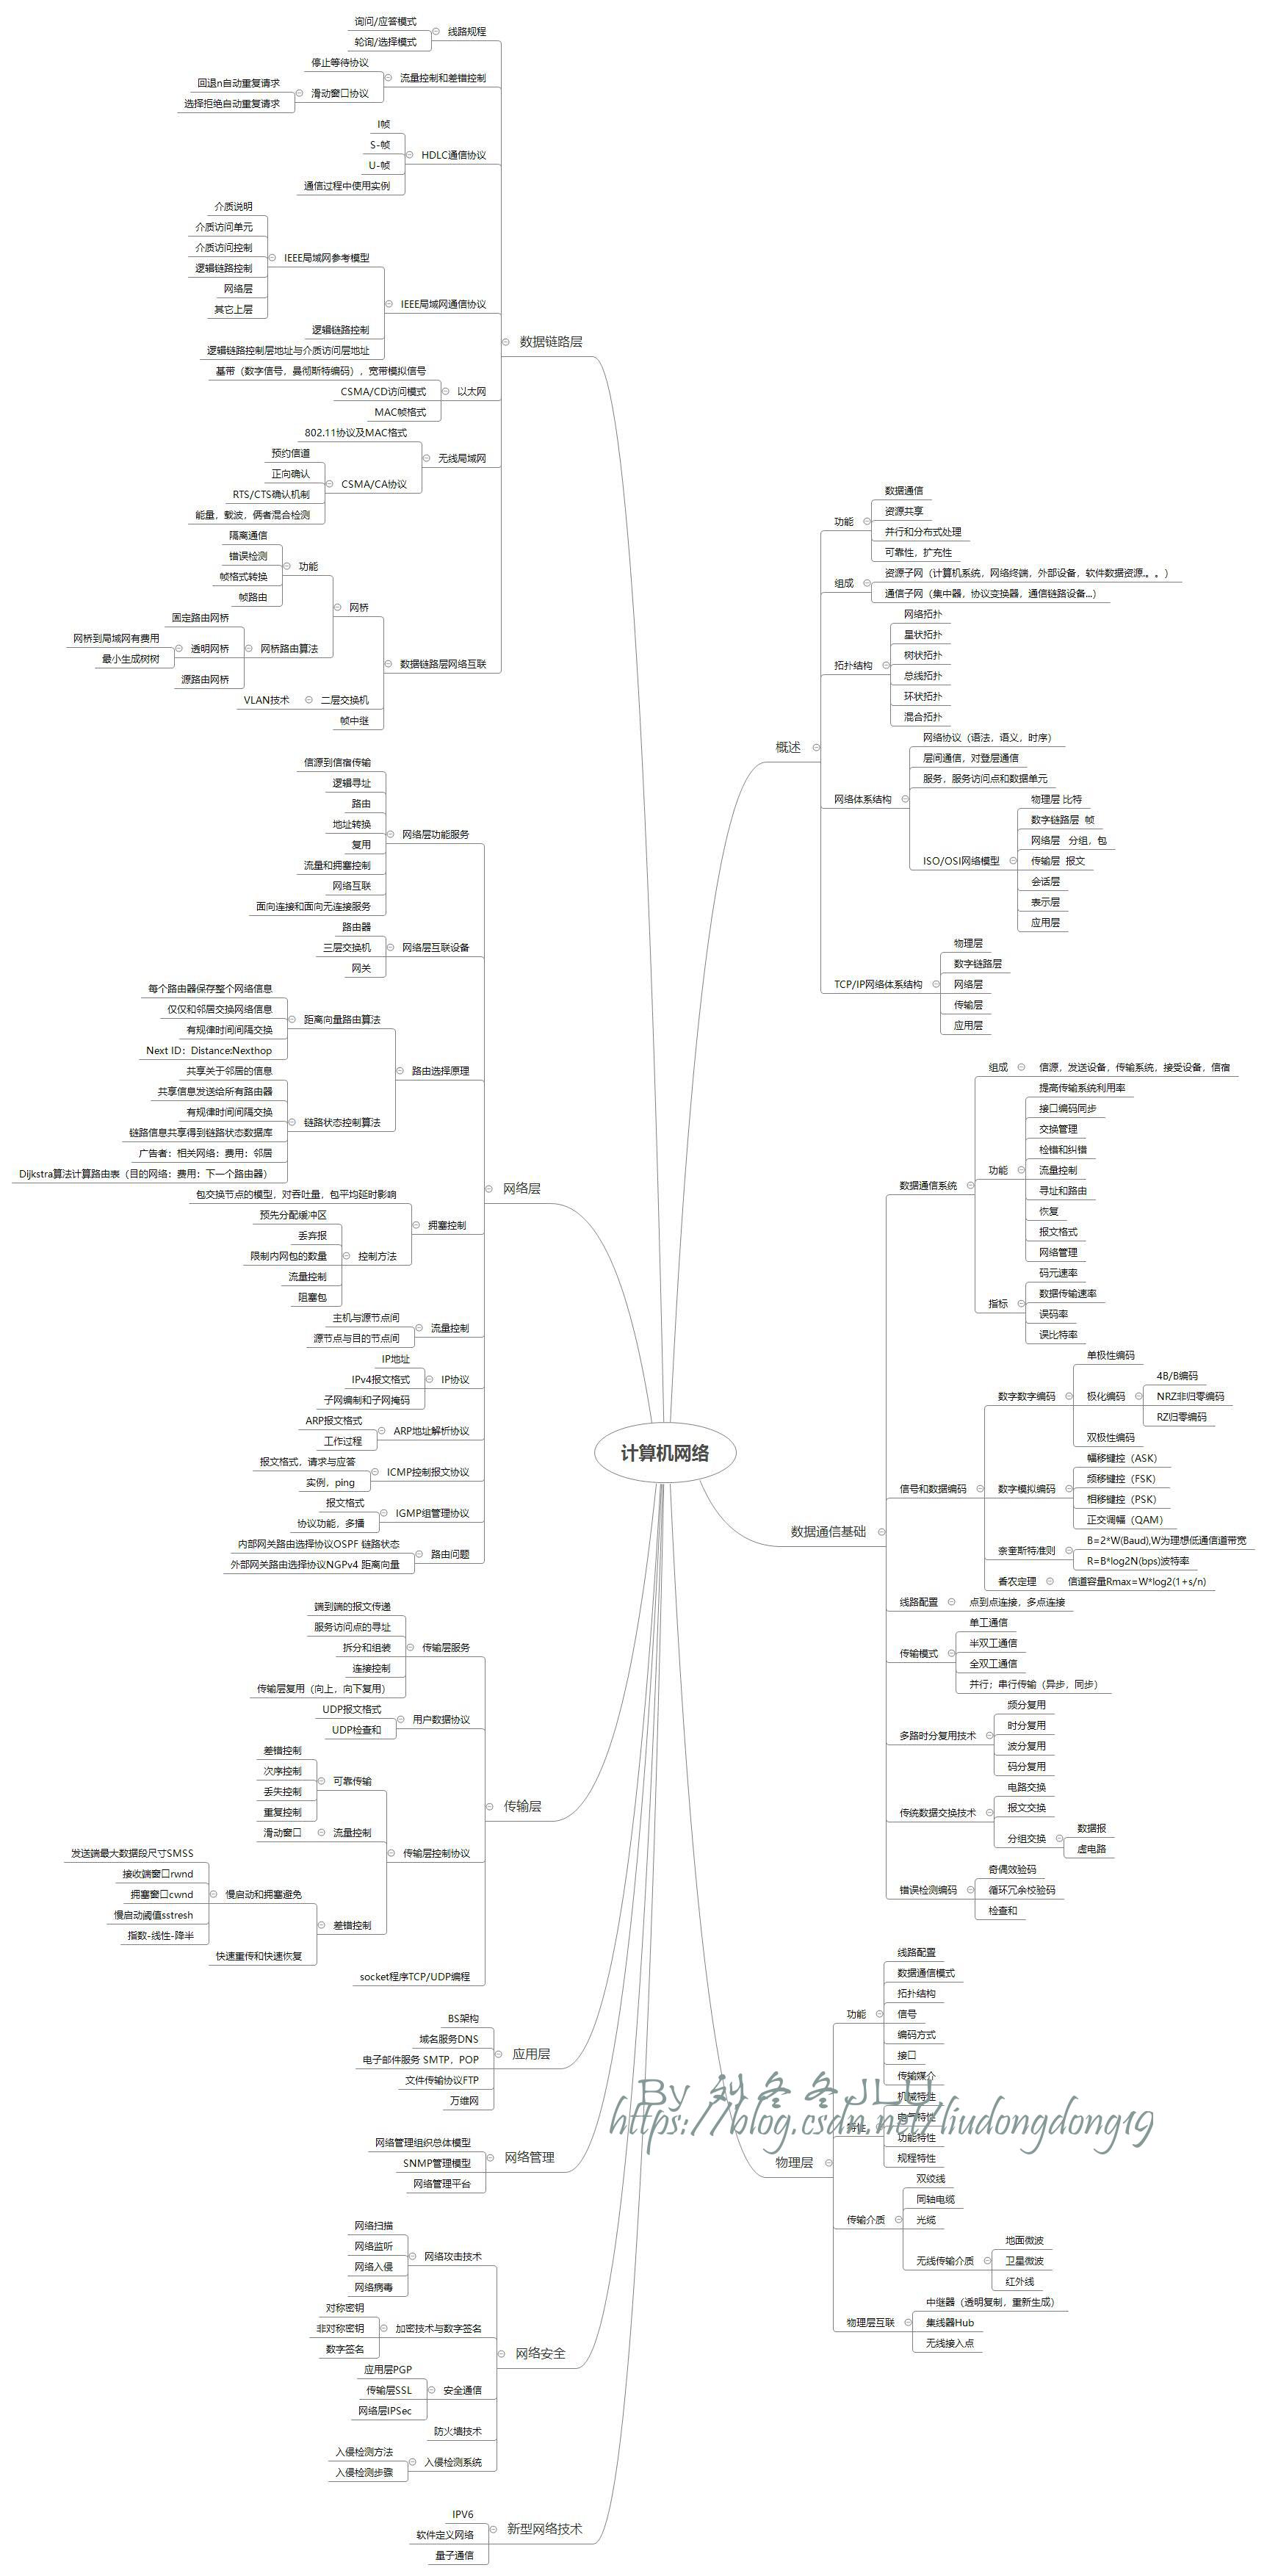 计算机网络
概述
功能
数据通信
资源共享
并行和分布式处理
可靠性，扩充性
组成
资源子网（计算机系统，网络终端，外部设备，软件数据资源.。。）
通信子网（集中器，协议变换器，通信链路设备...）
拓扑结构
网络拓扑
星状拓扑
树状拓扑
总线拓扑
环状拓扑
混合拓扑
网络体系结构
网络协议（语法，语义，时序）
层间通信，对登层通信
服务，服务访问点和数据单元
ISO/OSI网络模型
物理层 比特
数字链路层 帧
网络层 分组，包
传输层 报文
会话层
表示层
应用层
TCP/IP网络体系结构
物理层
数字链路层
网络层
传输层
应用层
数据通信基础
数据通信系统
组成
信源，发送设备，传输系统，接受设备，信宿
功能
提高传输系统利用率
接口编码同步
交换管理
检错和纠错
流量控制
寻址和路由
恢复
报文格式
网络管理
指标
码元速率
数据传输速率
误码率
误比特率
信号和数据编码
数字数字编码
单极性编码
极化编码
4B/B编码
NRZ非归零编码
RZ归零编码
双极性编码
数字模拟编码
幅移键控（ASK）
频移键控（FSK）
相移键控（PSK）
正交调幅（QAM）
奈奎斯特准则
B=2*W(Baud),W为理想低通信道带宽
R=B*log2N(bps)波特率
香农定理
信道容量Rmax=W*log2(1+s/n)
线路配置
点到点连接，多点连接
传输模式
单工通信
半双工通信
全双工通信
并行；串行传输（异步，同步）
多路时分复用技术
频分复用
时分复用
波分复用
码分复用
传统数据交换技术
电路交换
报文交换
分组交换
数据报
虚电路
错误检测编码
奇偶效验码
循环冗余校验码
检查和
物理层
功能
线路配置
数据通信模式
拓扑结构
信号
编码方式
接口
传输媒介
特性
机械特性
电气特性
功能特性
规程特性
传输介质
双绞线
同轴电缆
光缆
无线传输介质
地面微波
卫星微波
红外线
物理层互联
中继器（透明复制，重新生成）
集线器Hub
无线接入点
数据链路层
线路规程
询问/应答模式
轮询/选择模式
流量控制和差错控制
停止等待协议
滑动窗口协议
回退n自动重复请求
选择拒绝自动重复请求
HDLC通信协议
I帧
S-帧
U-帧
通信过程中使用实例
IEEE局域网通信协议
IEEE局域网参考模型
介质说明
介质访问单元
介质访问控制
逻辑链路控制
网络层
其它上层
逻辑链路控制
逻辑链路控制层地址与介质访问层地址
以太网
基带（数字信号，曼彻斯特编码），宽带模拟信号
CSMA/CD访问模式
MAC帧格式
无线局域网
802.11协议及MAC格式
CSMA/CA协议
预约信道
正向确认
RTS/CTS确认机制
能量，载波，俩者混合检测
数据链路层网络互联
网桥
功能
隔离通信
错误检测
帧格式转换
帧路由
网桥路由算法
固定路由网桥
透明网桥
网桥到局域网有费用
最小生成树树
源路由网桥
二层交换机
VLAN技术
帧中继
网络层
网络层功能服务
信源到信宿传输
逻辑寻址
路由
地址转换
复用
流量和拥塞控制
网络互联
面向连接和面向无连接服务
网络层互联设备
路由器
三层交换机
网关
路由选择原理
距离向量路由算法
每个路由器保存整个网络信息
仅仅和邻居交换网络信息
有规律时间间隔交换
Next ID：Distance:Nexthop
链路状态控制算法
共享关于邻居的信息
共享信息发送给所有路由器
有规律时间间隔交换
链路信息共享得到链路状态数据库
广告者：相关网络：费用：邻居
Dijkstra算法计算路由表（目的网络：费用：下一个路由器）
拥塞控制
包交换节点的模型，对吞吐量，包平均延时影响
控制方法
预先分配缓冲区
丢弃报
限制内网包的数量
流量控制
阻塞包
流量控制
主机与源节点间
源节点与目的节点间
IP协议
IP地址
IPv4报文格式
子网编制和子网掩码
ARP地址解析协议
ARP报文格式
工作过程
ICMP控制报文协议
报文格式，请求与应答
实例，ping
IGMP组管理协议
报文格式
协议功能，多播
路由问题
内部网关路由选择协议OSPF 链路状态
外部网关路由选择协议NGPv4 距离向量
传输层
传输层服务
端到端的报文传递
服务访问点的寻址
拆分和组装
连接控制
传输层复用（向上，向下复用）
用户数据协议
UDP报文格式
UDP检查和
传输层控制协议
可靠传输
差错控制
次序控制
丢失控制
重复控制
流量控制
滑动窗口
差错控制
慢启动和拥塞避免
发送端最大数据段尺寸SMSS
接收端窗口rwnd
拥塞窗口cwnd
慢启动阈值sstresh
指数-线性-降半
快速重传和快速恢复
socket程序TCP/UDP编程
应用层
BS架构
域名服务DNS
电子邮件服务 SMTP，POP
文件传输协议FTP
万维网
网络管理
网络管理组织总体模型
SNMP管理模型
网络管理平台
网络安全
网络攻击技术
网络扫描
网络监听
网络入侵
网络病毒
加密技术与数字签名
对称密钥
非对称密钥
数字签名
安全通信
应用层PGP
传输层SSL
网络层IPSec
防火墙技术
入侵检测系统
入侵检测方法
入侵检测步骤
新型网络技术
IPV6
软件定义网络
量子通信
By 刘冬冬JLU
https://blog.csdn.net/liudongdong19